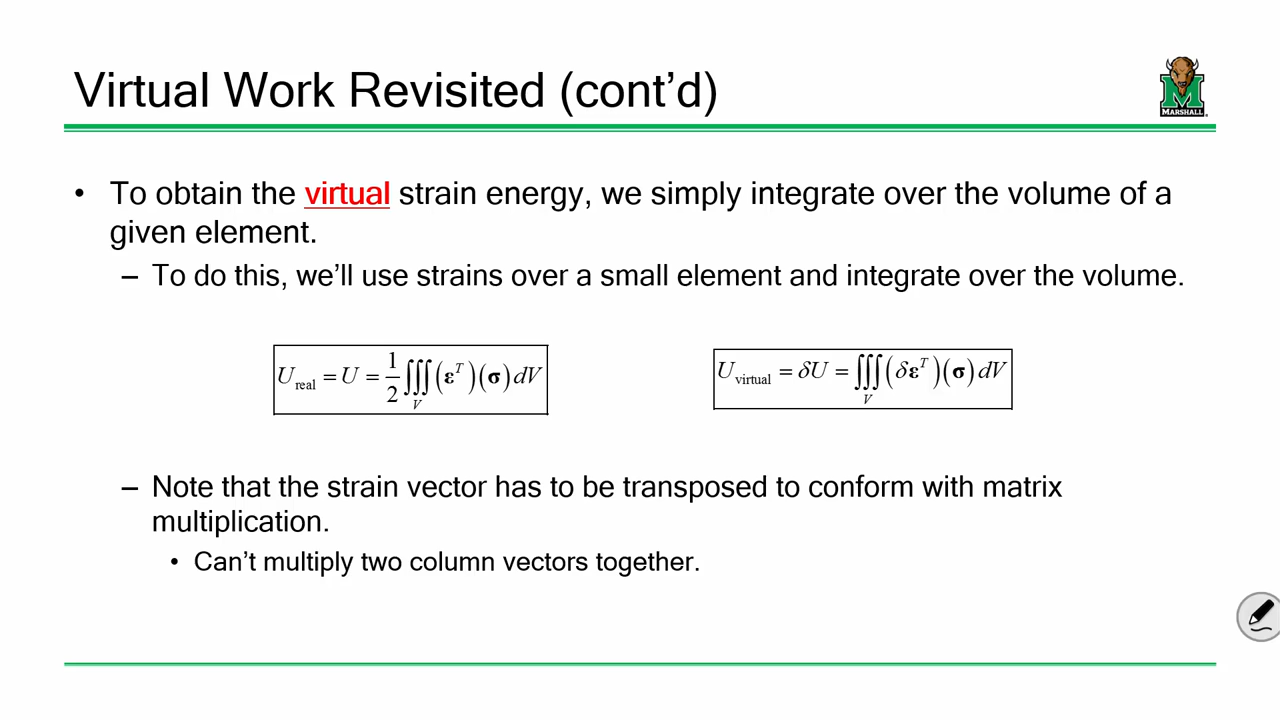 Virtual Work Revisited (cont’d)
MARSHALL
• To obtain the virtual strain energy, we simply integrate over the volume of a
given element.
– To do this, we’ll use strains over a small element and integrate over the volume.
U_real = U = 1/2 ∭_V (ε^T)(σ) dV
U_virtual = δU = ∭_V (δε^T)(σ) dV
– Note that the strain vector has to be transposed to conform with matrix
multiplication.
• Can’t multiply two column vectors together.